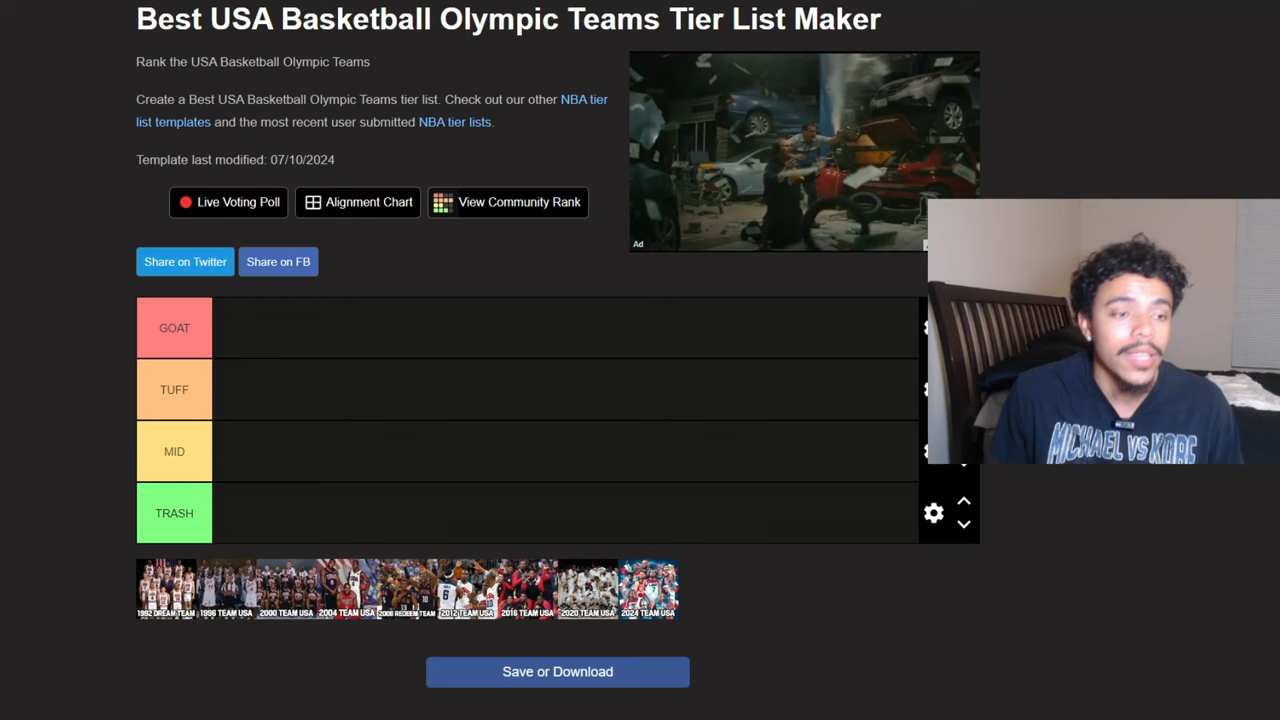 Best USA Basketball Olympic Teams Tier List Maker
Rank the USA Basketball Olympic Teams
Create a Best USA Basketball Olympic Teams tier list. Check out our other NBA tier
list templates and the most recent user submitted NBA tier lists.
Template last modified: 07/10/2024
Live Voting Poll
Alignment Chart
View Community Rank
Ad
Share on Twitter
Share on FB
GOAT
TUFF
MID
TRASH
MICHAEL VS KOBE
1992 DREAM TEAM
1996 TEAM USA
2000 TEAM USA
2004 TEAM USA
2008 REDEEM TEAM
2012 TEAM USA
2016 TEAM USA
2020 TEAM USA
2024 TEAM USA
Save or Download